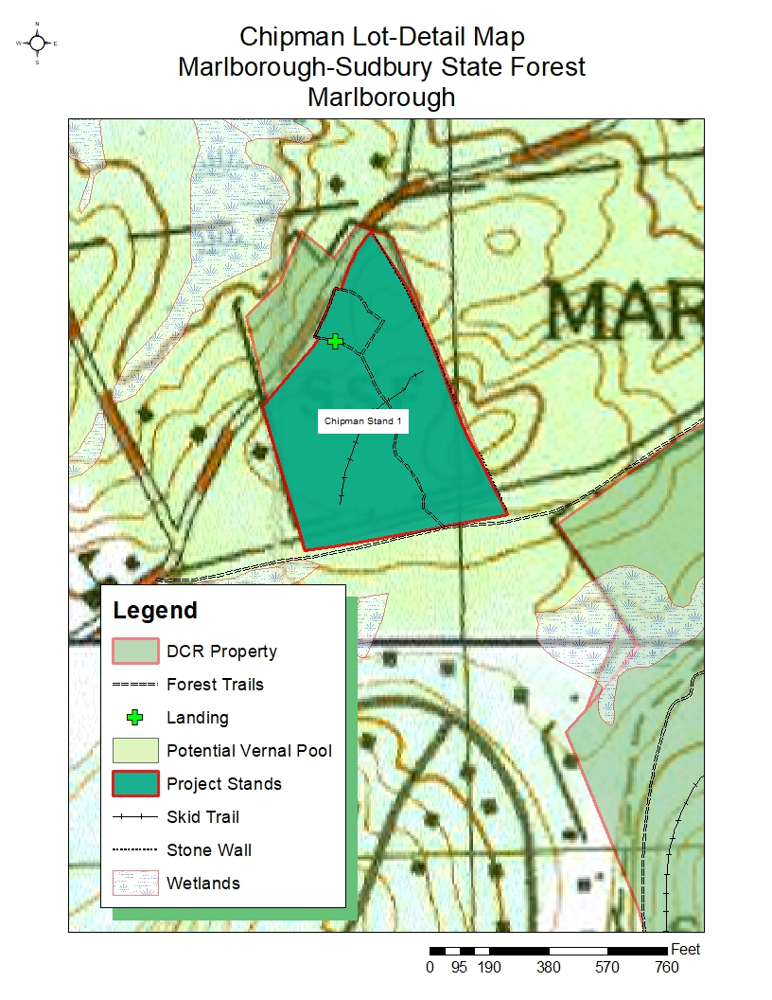 N
W E
S
Chipman Lot-Detail Map
Marlborough-Sudbury State Forest
Marlborough
MAR
S S F
Chipman Stand 1
Legend
DCR Property
Forest Trails
Landing
Potential Vernal Pool
Project Stands
Skid Trail
Stone Wall
Wetlands
S
Feet
0 95 190 380 570 760